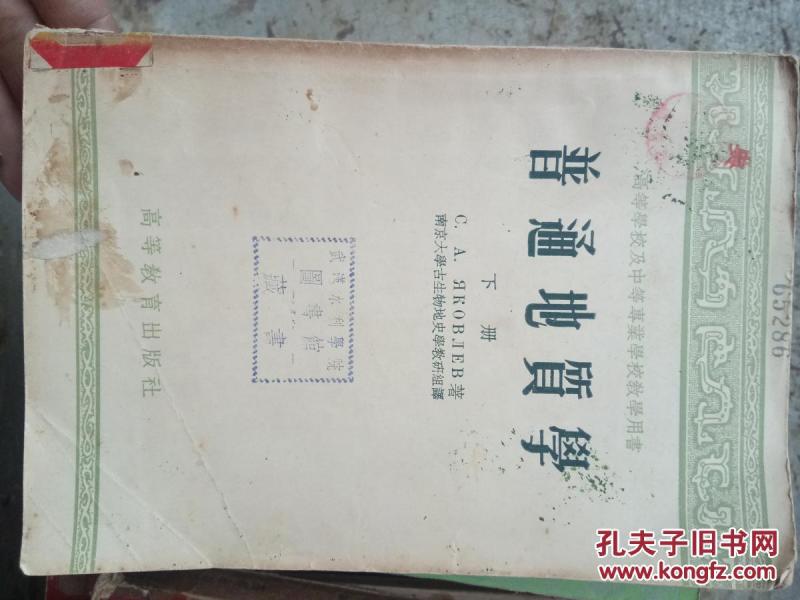 65286
高等學校及中等專業學校教學用書
普通地質學
下册
С. А. ЯКОВЛЕВ著
南京大學古生物地史學教研組譯
武漢水利學院
圖書館
藏書
高等教育出版社
孔夫子旧书网
www.kongfz.com